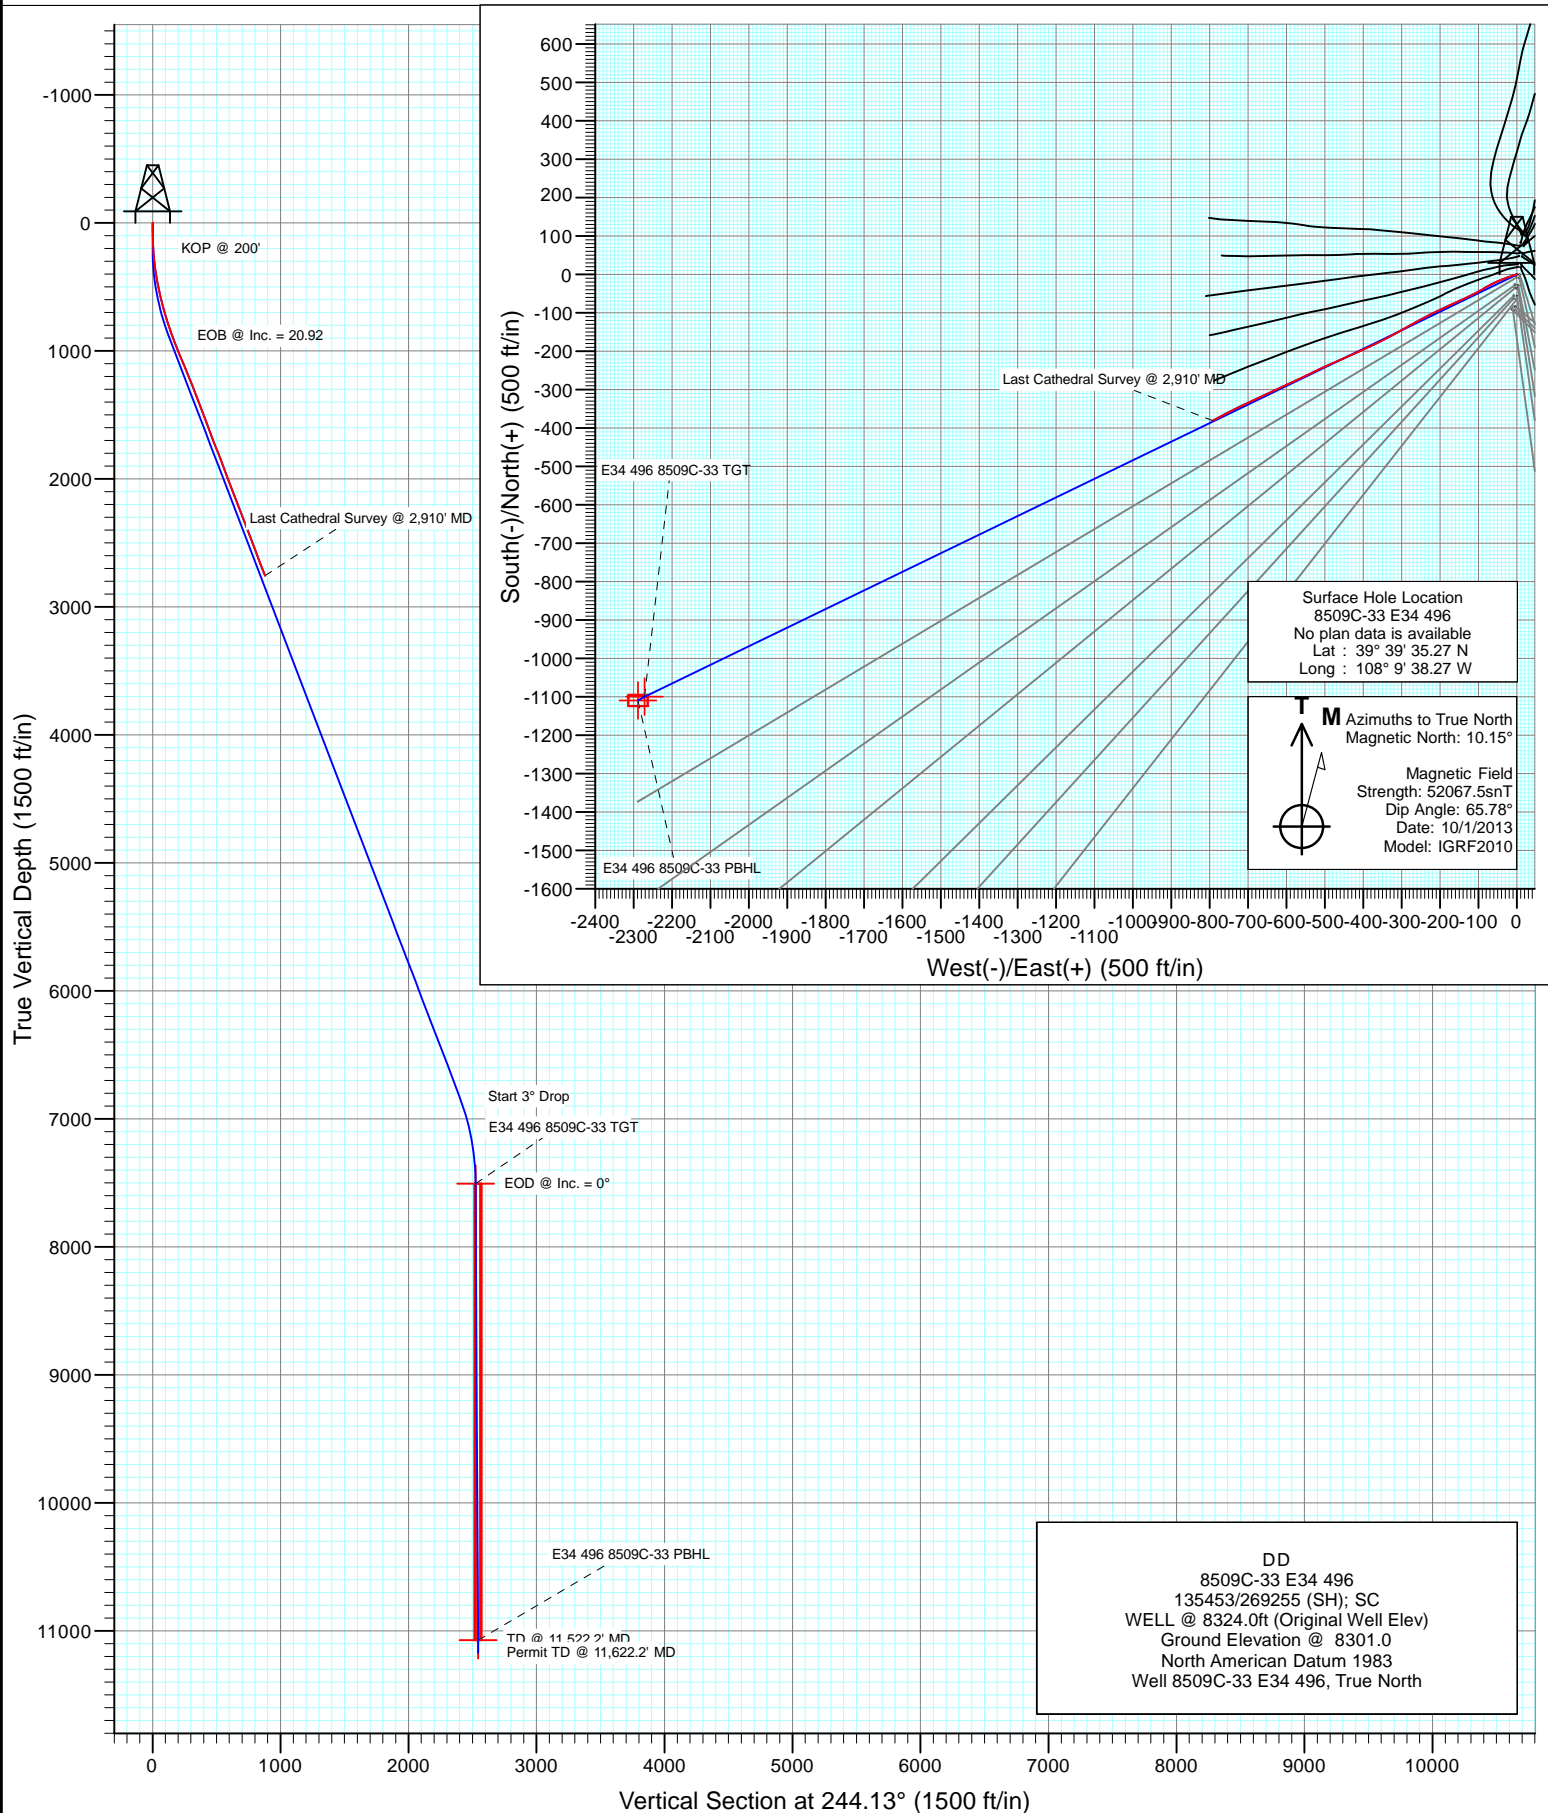 True Vertical Depth (1500 ft/in)
-1000
0
1000
2000
3000
4000
5000
6000
7000
8000
9000
10000
11000
KOP @ 200'
EOB @ Inc. = 20.92
Last Cathedral Survey @ 2,910' MD
Start 3° Drop
E34 496 8509C-33 TGT
EOD @ Inc. = 0°
E34 496 8509C-33 PBHL
TD @ 11,522.2' MD
Permit TD @ 11,622.2' MD
0 1000 2000 3000 4000 5000 6000 7000 8000 9000 10000
Vertical Section at 244.13° (1500 ft/in)
South(-)/North(+) (500 ft/in)
600
500
400
300
200
100
0
-100
-200
-300
-400
-500
-600
-700
-800
-900
-1000
-1100
-1200
-1300
-1400
-1500
-1600
Last Cathedral Survey @ 2,910' MD
E34 496 8509C-33 TGT
E34 496 8509C-33 PBHL
-2400 -2200 -2000 -1800 -1600 -1400 -1200 -1000 -900 -800 -700 -600 -500 -400 -300 -200 -100 0
-2300 -2100 -1900 -1700 -1500 -1300 -1100
West(-)/East(+) (500 ft/in)
Surface Hole Location
8509C-33 E34 496
No plan data is available
Lat : 39° 39' 35.27 N
Long : 108° 9' 38.27 W
T
M
Azimuths to True North
Magnetic North: 10.15°
Magnetic Field
Strength: 52067.5snT
Dip Angle: 65.78°
Date: 10/1/2013
Model: IGRF2010
DD
8509C-33 E34 496
135453/269255 (SH); SC
WELL @ 8324.0ft (Original Well Elev)
Ground Elevation @ 8301.0
North American Datum 1983
Well 8509C-33 E34 496, True North